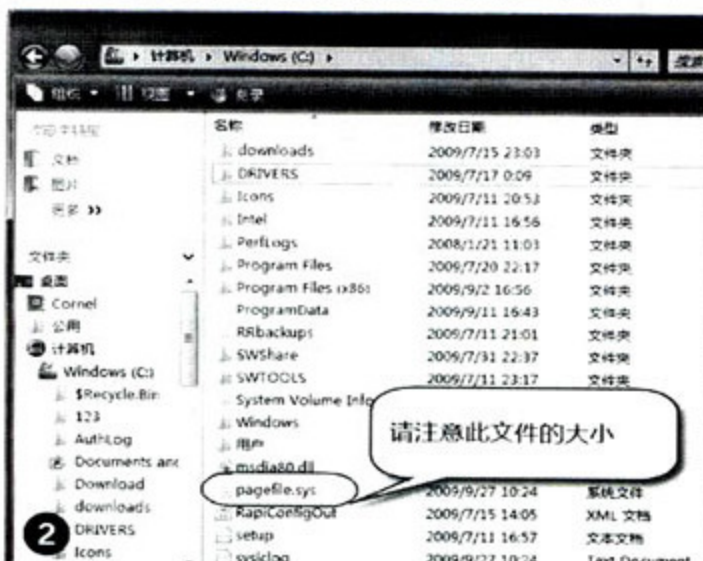 计算机 ▸ Windows (C:) ▸
组织 视图 刻录
名称 修改日期 类型
downloads 2009/7/15 23:03 文件夹
DRIVERS 2009/7/17 0:09 文件夹
Icons 2009/7/11 20:53 文件夹
Intel 2009/7/11 16:56 文件夹
PerfLogs 2008/1/21 11:03 文件夹
Program Files 2009/7/20 22:17 文件夹
Program Files (x86) 2009/9/2 16:56 文件夹
ProgramData 2009/9/11 16:43 文件夹
RRbackups 2009/7/11 21:01 文件夹
SWShare 2009/7/31 22:37 文件夹
SWTOOLS 2009/7/11 23:17 文件夹
System Volume Info
Windows
用户
msdia80.dll
pagefile.sys 2009/9/27 10:24 系统文件
RapiConfigOut 2009/7/15 14:05 XML 文档
setup 2009/7/11 16:57 文本文档
sysiclog 2009/9/27 10:24 Text Document
请注意此文件的大小
文档
图片
更多 »
文件夹
桌面
Cornel
公用
计算机
Windows (C:)
$Recycle.Bin
123
AuthLog
Documents and
Download
downloads
DRIVERS
Icons
2